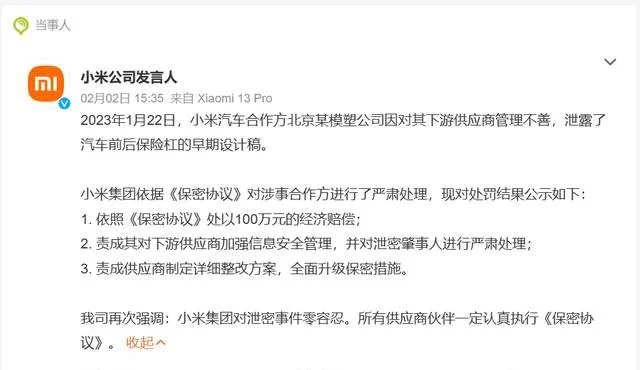 当事人
小米公司发言人
02月02日 15:35 来自 Xiaomi 13 Pro
2023年1月22日，小米汽车合作方北京某模塑公司因对其下游供应商管理不善，泄露了
汽车前后保险杠的早期设计稿。
小米集团依据《保密协议》对涉事合作方进行了严肃处理，现对处罚结果公示如下：
1. 依照《保密协议》处以100万元的经济赔偿；
2. 责成其对下游供应商加强信息安全管理，并对泄密肇事人进行严肃处理；
3. 责成供应商制定详细整改方案，全面升级保密措施。
我司再次强调：小米集团对泄密事件零容忍。所有供应商伙伴一定认真执行《保密协
议》。 收起